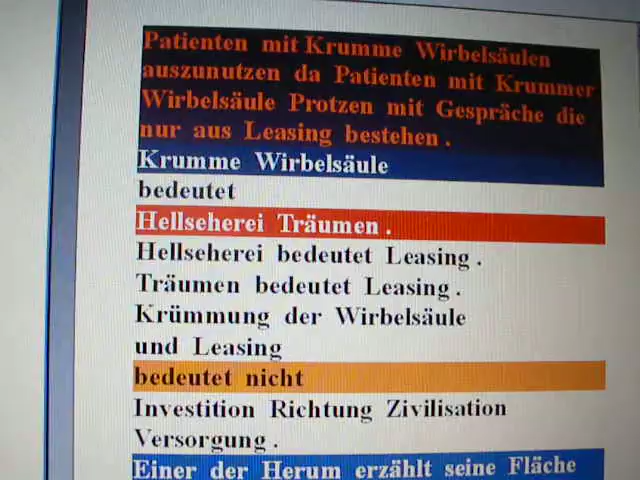 Patienten mit Krumme Wirbelsäulen
auszunutzen da Patienten mit Krummer
Wirbelsäule Protzen mit Gespräche die
nur aus Leasing bestehen .
Krumme Wirbelsäule
bedeutet
Hellseherei Träumen .
Hellseherei bedeutet Leasing .
Träumen bedeutet Leasing .
Krümmung der Wirbelsäule
und Leasing
bedeutet nicht
Investition Richtung Zivilisation
Versorgung .
Einer der Herum erzählt seine Fläche